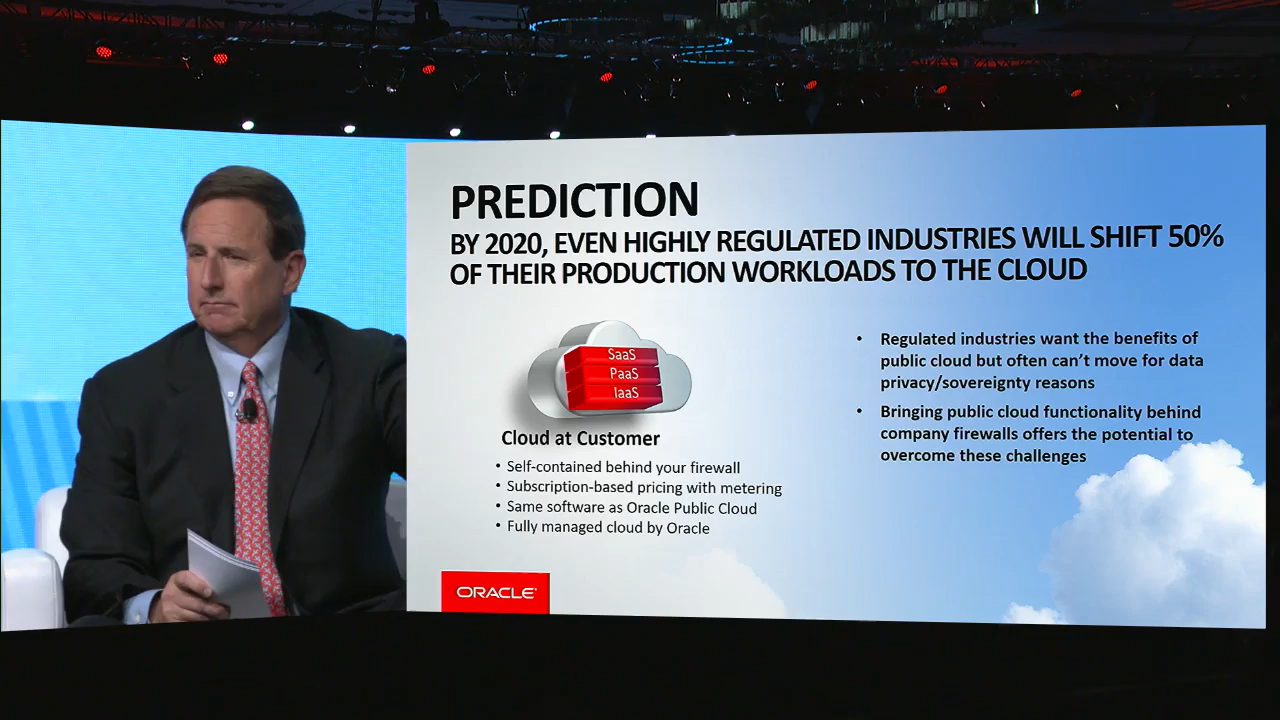 PREDICTION
BY 2020, EVEN HIGHLY REGULATED INDUSTRIES WILL SHIFT 50%
OF THEIR PRODUCTION WORKLOADS TO THE CLOUD
SaaS
PaaS
IaaS
Cloud at Customer
• Self-contained behind your firewall
• Subscription-based pricing with metering
• Same software as Oracle Public Cloud
• Fully managed cloud by Oracle
• Regulated industries want the benefits of
public cloud but often can't move for data
privacy/sovereignty reasons
• Bringing public cloud functionality behind
company firewalls offers the potential to
overcome these challenges
ORACLE